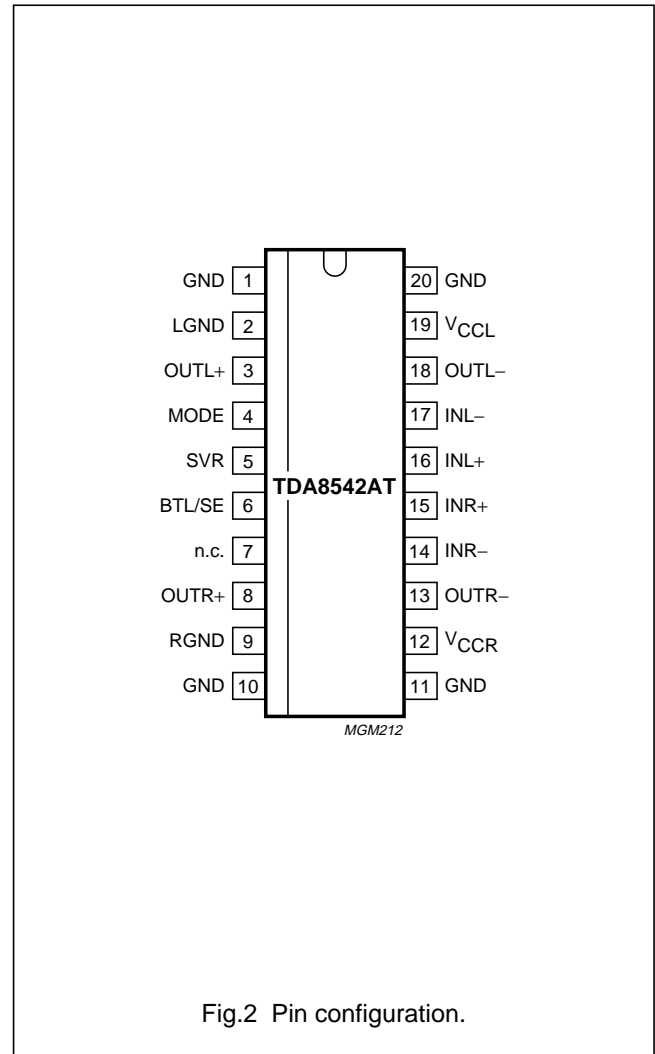 GND 1 20 GND
LGND 2 19 VCCL
OUTL+ 3 18 OUTL−
MODE 4 17 INL−
SVR 5 16 INL+
TDA8542AT
BTL/SE 6 15 INR+
n.c. 7 14 INR−
OUTR+ 8 13 OUTR−
RGND 9 12 VCCR
GND 10 11 GND
MGM212
Fig.2 Pin configuration.